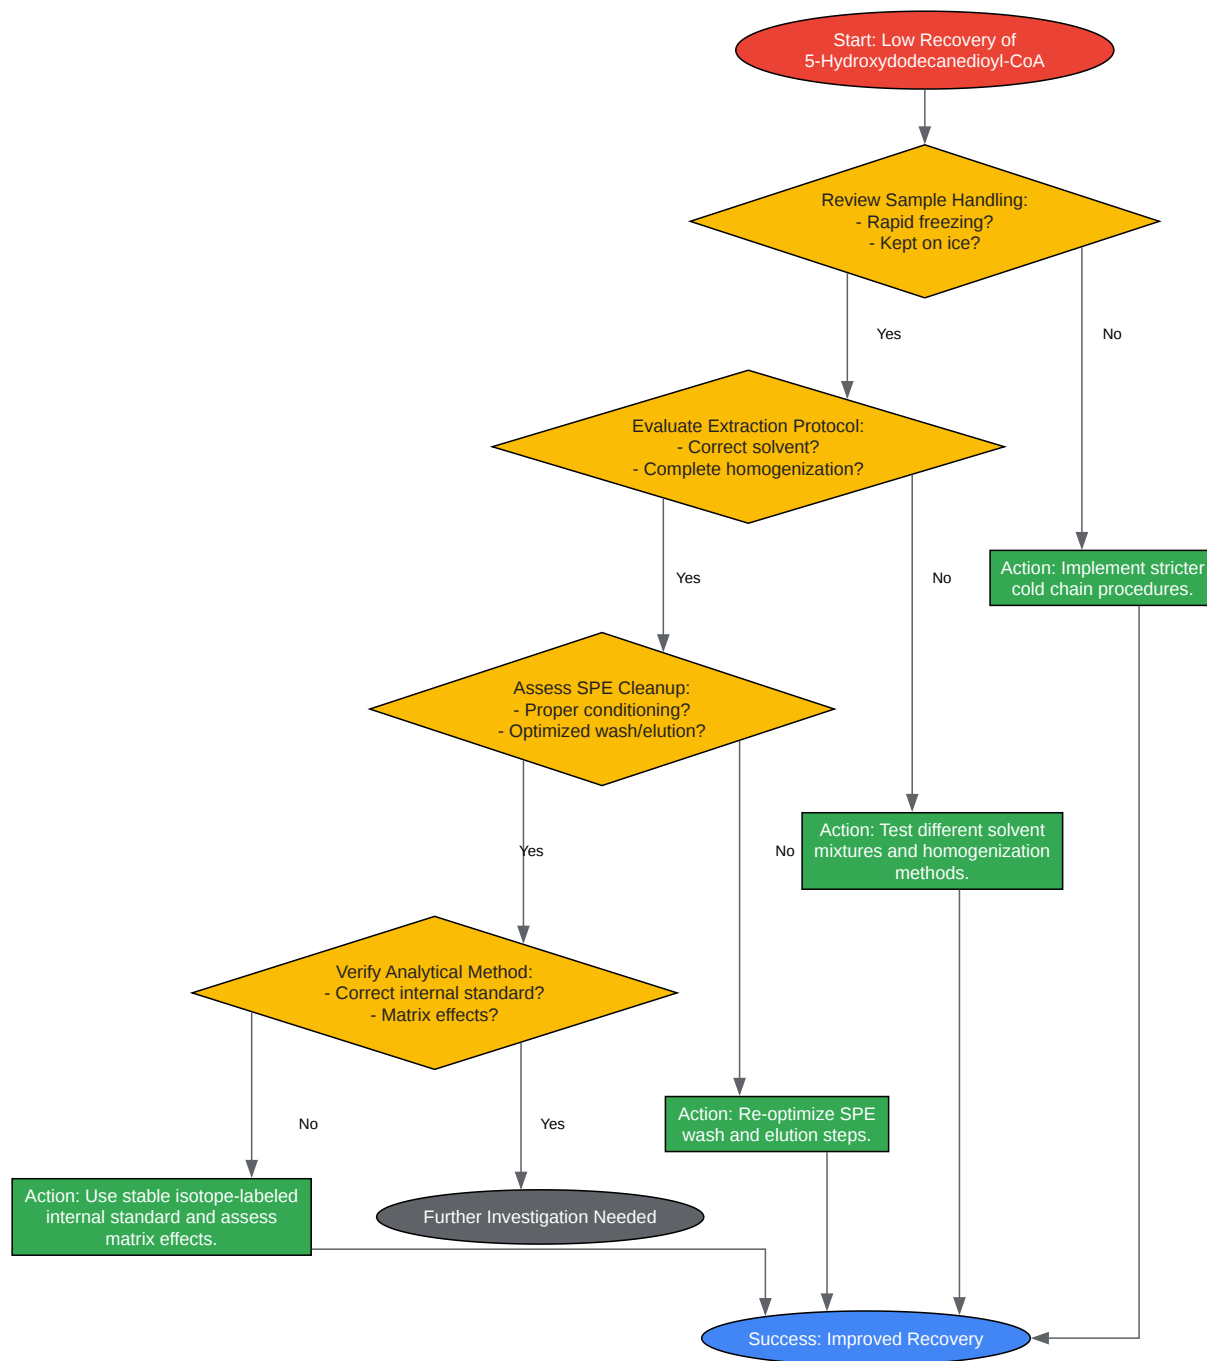 Start: Low Recovery of
5-Hydroxydodecanedioyl-CoA
Review Sample Handling:
- Rapid freezing?
- Kept on ice?
Yes
No
Evaluate Extraction Protocol:
- Correct solvent?
- Complete homogenization?
Yes
No
Action: Implement stricter
cold chain procedures.
Assess SPE Cleanup:
- Proper conditioning?
- Optimized wash/elution?
Yes
No
Action: Test different solvent
mixtures and homogenization
methods.
Verify Analytical Method:
- Correct internal standard?
- Matrix effects?
No
Yes
Action: Re-optimize SPE
wash and elution steps.
Action: Use stable isotope-labeled
internal standard and assess
matrix effects.
Further Investigation Needed
Success: Improved Recovery